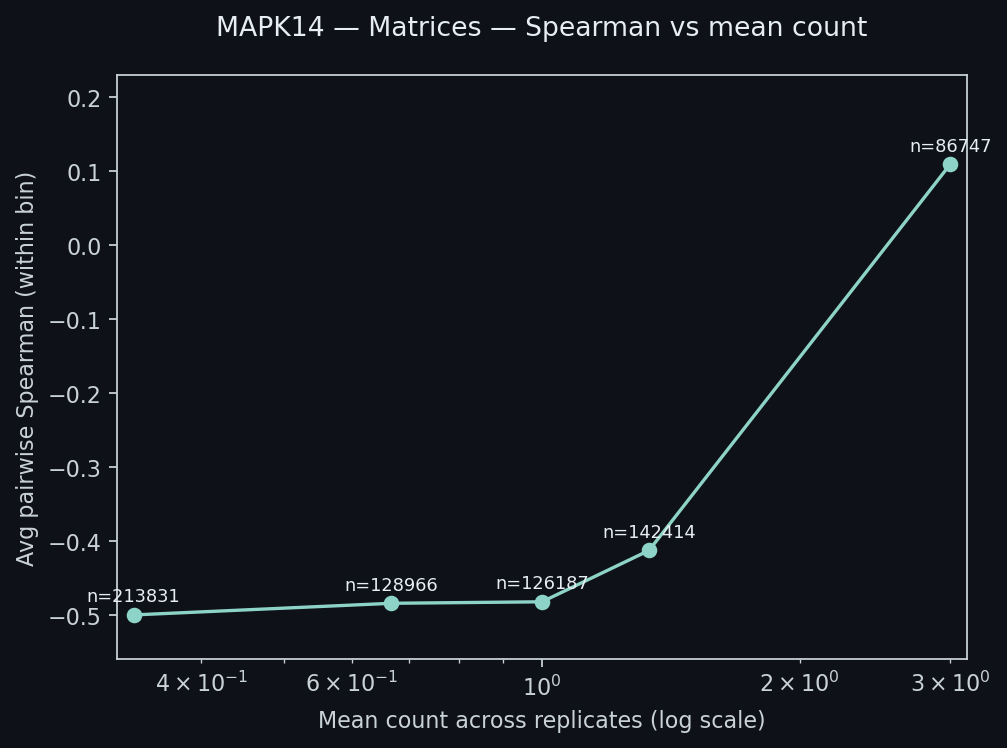 MAPK14 — Matrices — Spearman vs mean count
Avg pairwise Spearman (within bin)
0.2
0.1
0.0
−0.1
−0.2
−0.3
−0.4
−0.5
n=213831
n=128966
n=126187
n=142414
n=86747
4 × 10⁻¹
6 × 10⁻¹
10⁰
2 × 10⁰
3 × 10⁰
Mean count across replicates (log scale)